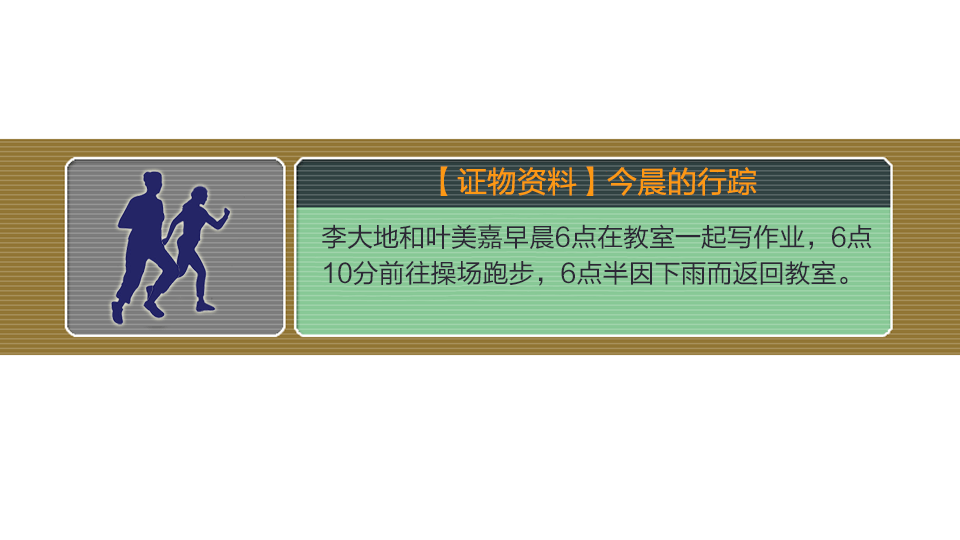 【证物资料】今晨的行踪
李大地和叶美嘉早晨6点在教室一起写作业，6点
10分前往操场跑步，6点半因下雨而返回教室。